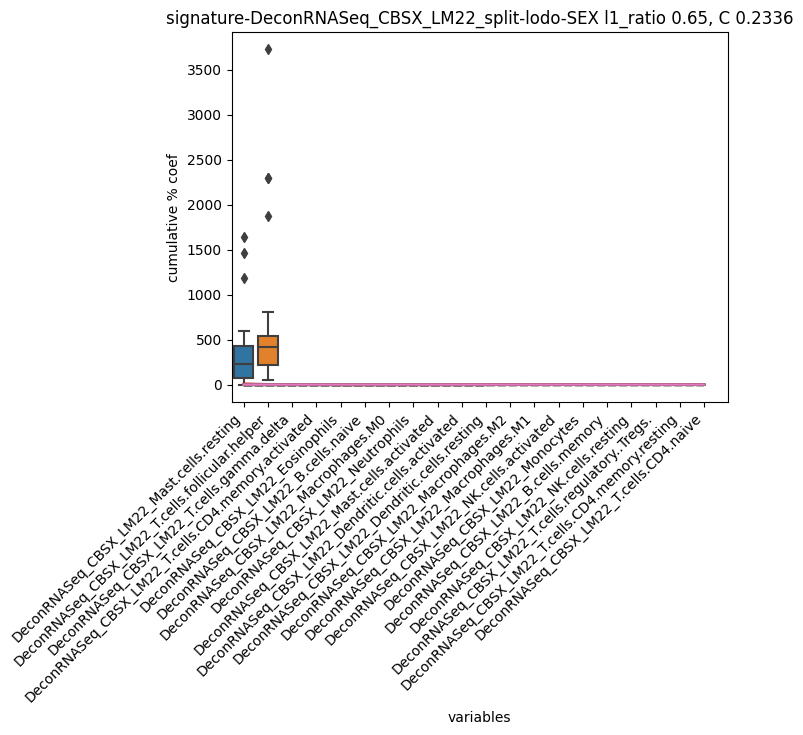 signature-DeconRNASeq_CBSX_LM22_split-lodo-SEX l1_ratio 0.65, C 0.2336
cumulative % coef
3500
3000
2500
2000
1500
1000
500
0
DeconRNASeq_CBSX_LM22_Mast.cells.resting
DeconRNASeq_CBSX_LM22_T.cells.follicular.helper
DeconRNASeq_CBSX_LM22_T.cells.gamma.delta
DeconRNASeq_CBSX_LM22_T.cells.CD4.memory.activated
DeconRNASeq_CBSX_LM22_Eosinophils
DeconRNASeq_CBSX_LM22_B.cells.naive
DeconRNASeq_CBSX_LM22_Macrophages.M0
DeconRNASeq_CBSX_LM22_Neutrophils
DeconRNASeq_CBSX_LM22_Mast.cells.activated
DeconRNASeq_CBSX_LM22_Dendritic.cells.activated
DeconRNASeq_CBSX_LM22_Dendritic.cells.resting
DeconRNASeq_CBSX_LM22_Macrophages.M2
DeconRNASeq_CBSX_LM22_Macrophages.M1
DeconRNASeq_CBSX_LM22_NK.cells.activated
DeconRNASeq_CBSX_LM22_Monocytes
DeconRNASeq_CBSX_LM22_B.cells.memory
DeconRNASeq_CBSX_LM22_NK.cells.resting
DeconRNASeq_CBSX_LM22_T.cells.regulatory..Tregs.
DeconRNASeq_CBSX_LM22_T.cells.CD4.memory.resting
DeconRNASeq_CBSX_LM22_T.cells.CD4.naive
variables